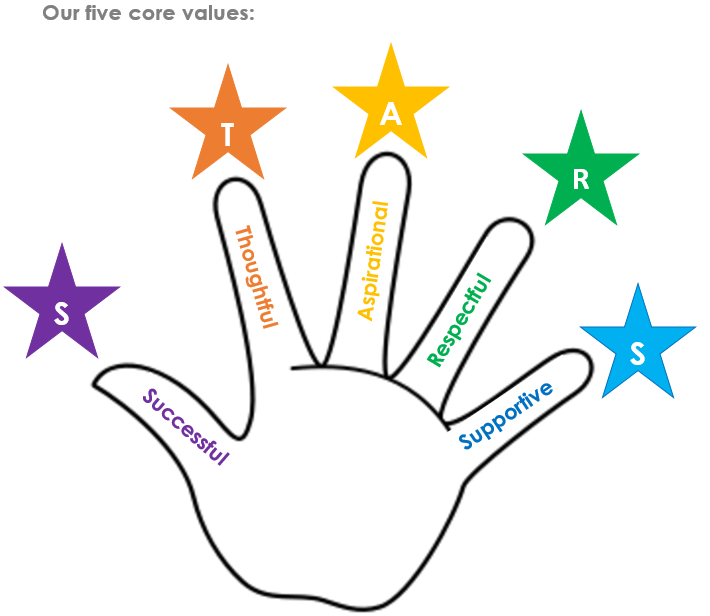 Our five core values:
S
T
A
R
S
Successful
Thoughtful
Aspirational
Respectful
Supportive